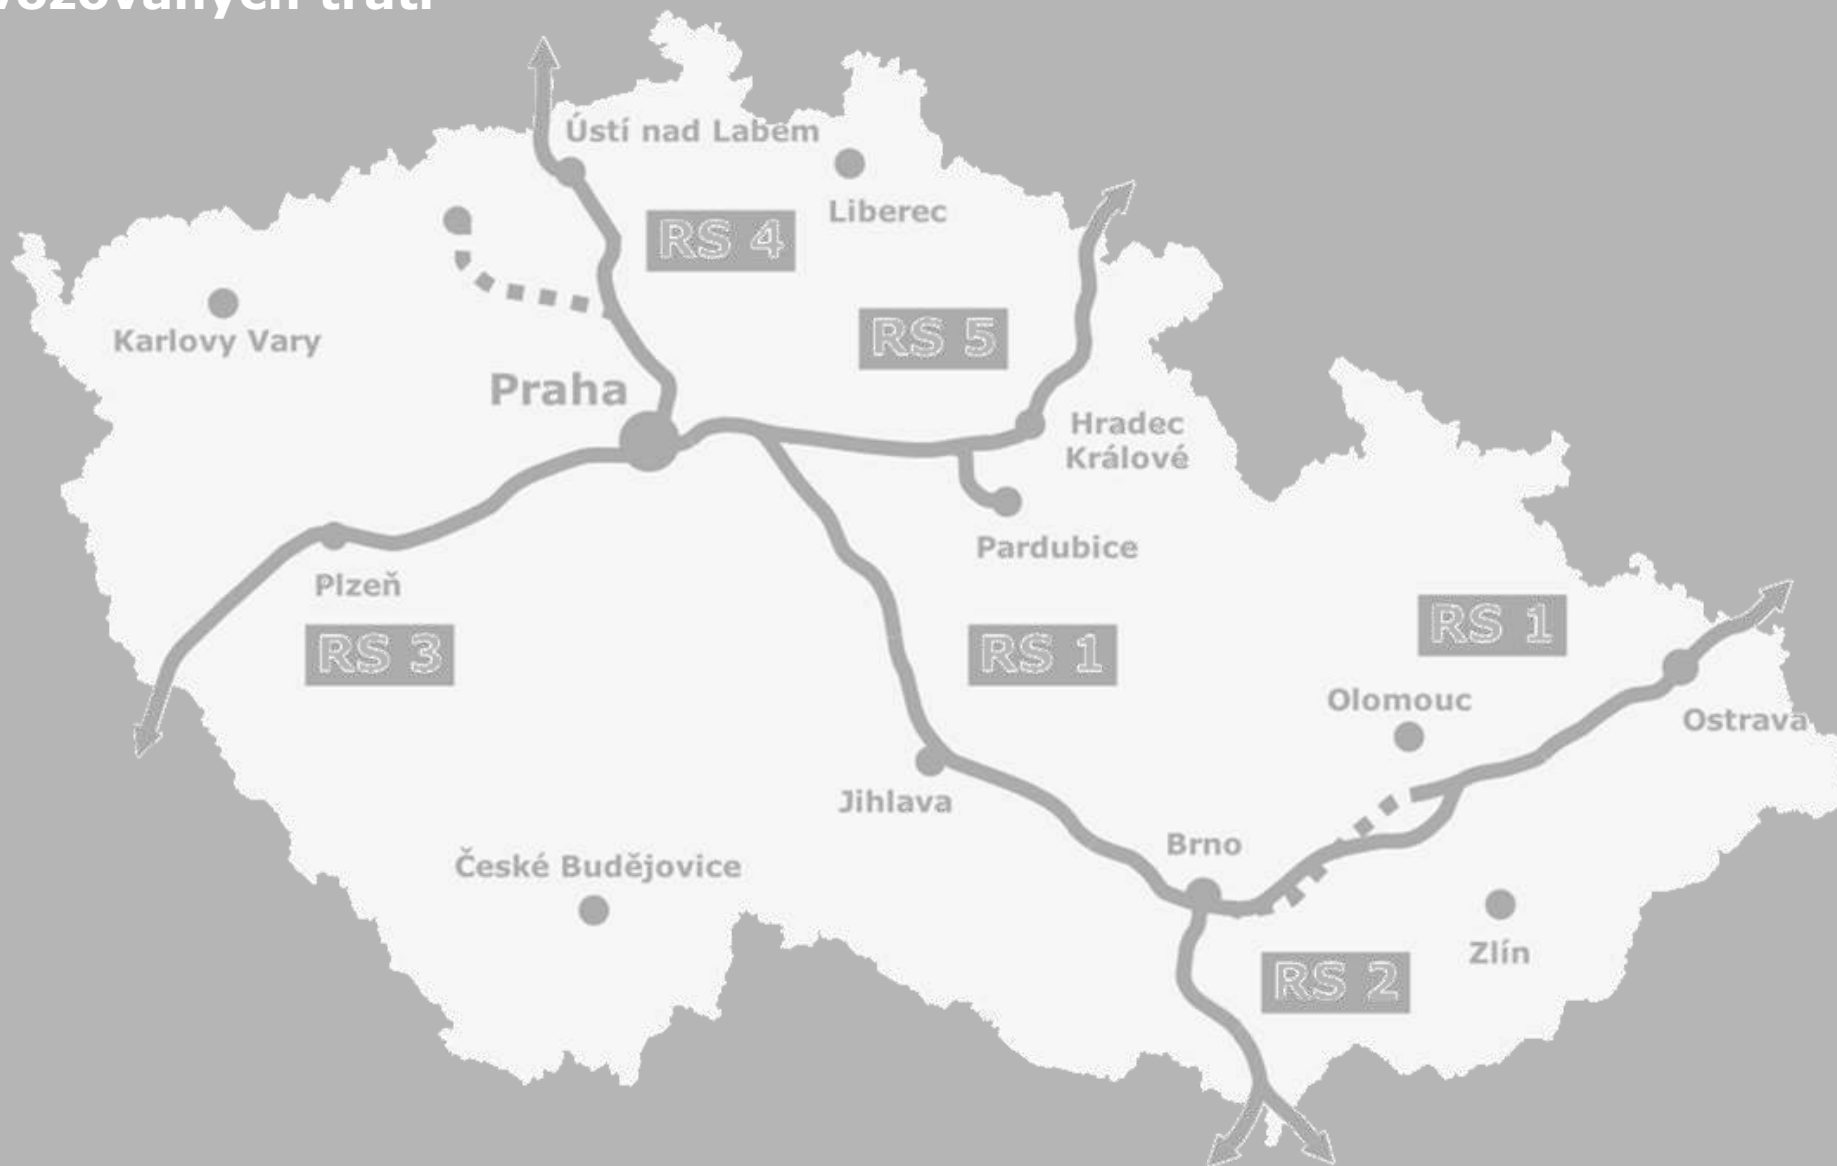 Ústí nad Labem
Liberec
RS 4
Karlovy Vary
RS 5
Praha
Hradec
Králové
Pardubice
Plzeň
RS 3
RS 1
RS 1
Olomouc
Ostrava
Jihlava
Brno
České Budějovice
Zlín
RS 2